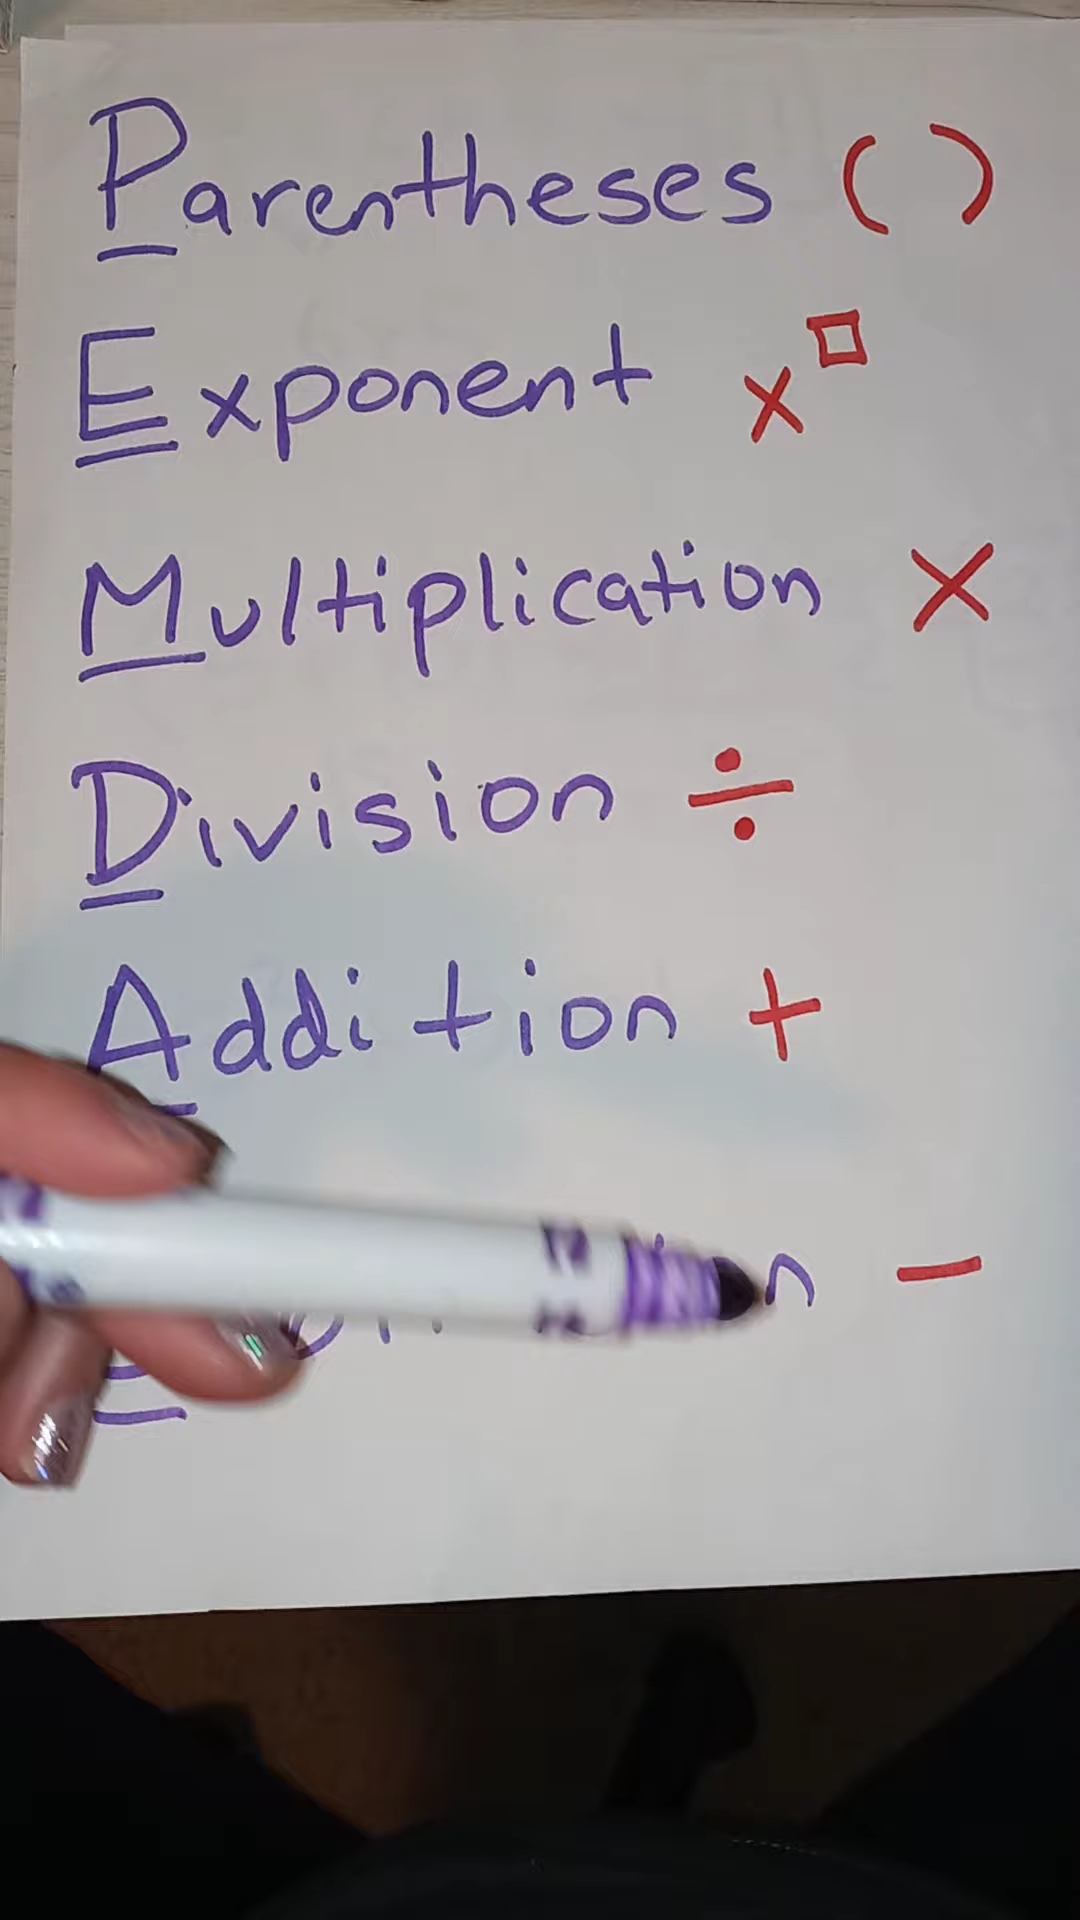 Parentheses ( )
Exponent x□
Multiplication ×
Division ÷
Addition +
−